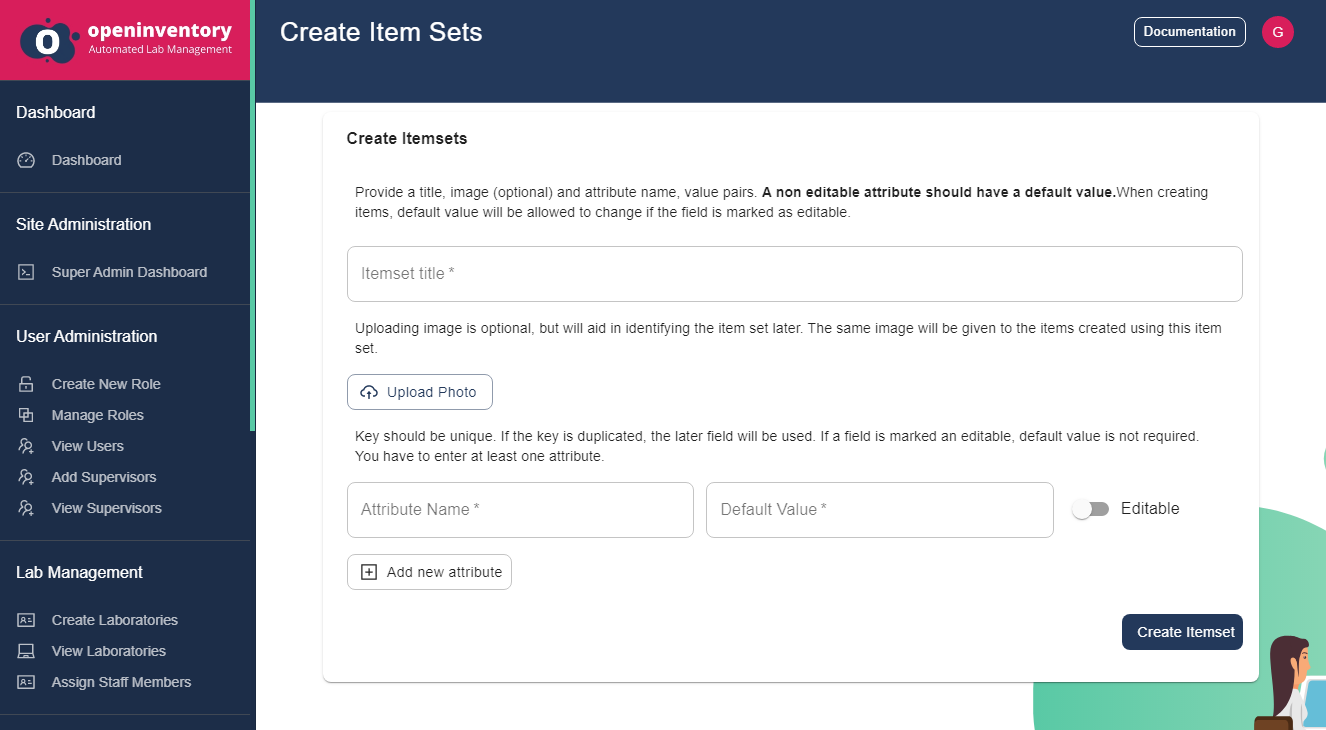 openinventory
Automated Lab Management
Create Item Sets
Documentation
G
Dashboard
Dashboard
Site Administration
Super Admin Dashboard
User Administration
Create New Role
Manage Roles
View Users
Add Supervisors
View Supervisors
Lab Management
Create Laboratories
View Laboratories
Assign Staff Members
Create Itemsets
Provide a title, image (optional) and attribute name, value pairs. A non editable attribute should have a default value.When creating
items, default value will be allowed to change if the field is marked as editable.
Itemset title *
Uploading image is optional, but will aid in identifying the item set later. The same image will be given to the items created using this item
set.
Upload Photo
Key should be unique. If the key is duplicated, the later field will be used. If a field is marked an editable, default value is not required.
You have to enter at least one attribute.
Attribute Name *
Default Value *
Editable
Add new attribute
Create Itemset